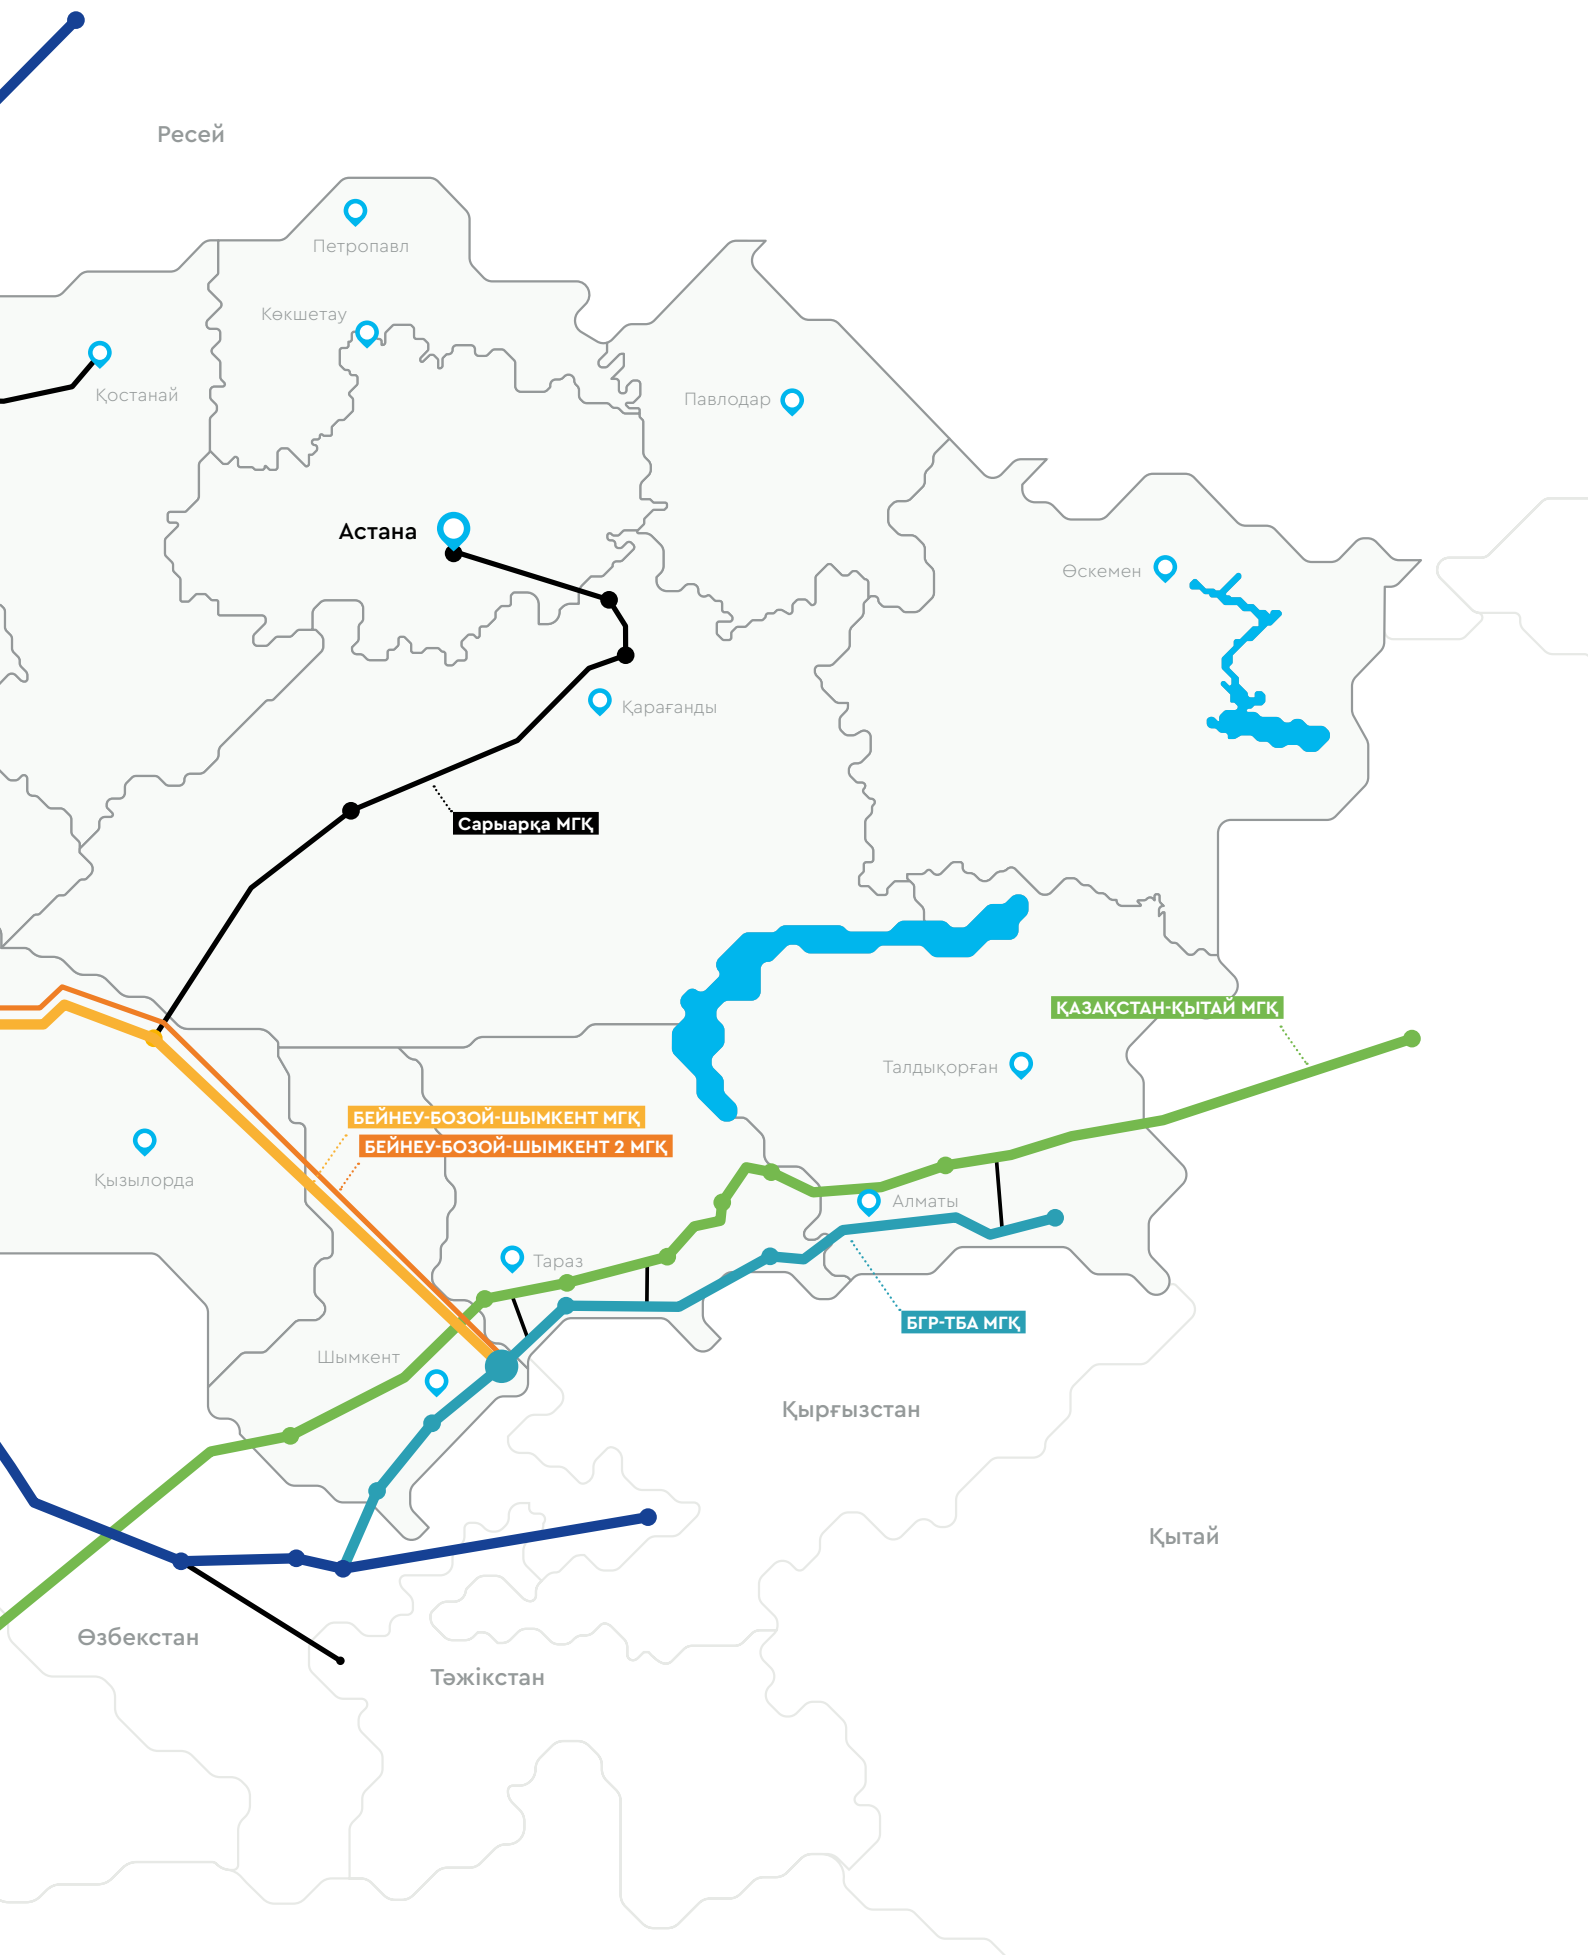 Ресей
Петропавл
Көкшетау
Қостанай
Павлодар
Астана
Өскемен
Қарағанды
Сарыарқа МГҚ
ҚАЗАҚСТАН-ҚЫТАЙ МГҚ
Талдықорған
БЕЙНЕУ-БОЗОЙ-ШЫМКЕНТ МГҚ
БЕЙНЕУ-БОЗОЙ-ШЫМКЕНТ 2 МГҚ
Қызылорда
Алматы
Тараз
БГР-ТБА МГҚ
Шымкент
Қырғызстан
Қытай
Өзбекстан
Тәжікстан